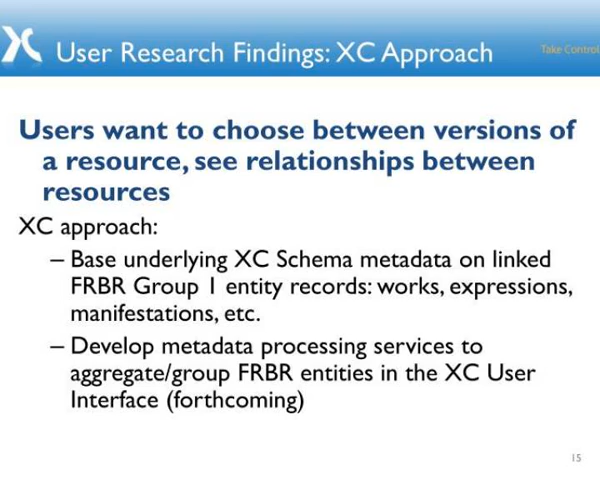 User Research Findings: XC Approach
Take Control
Users want to choose between versions of
a resource, see relationships between
resources
XC approach:
– Base underlying XC Schema metadata on linked
FRBR Group 1 entity records: works, expressions,
manifestations, etc.
– Develop metadata processing services to
aggregate/group FRBR entities in the XC User
Interface (forthcoming)
15